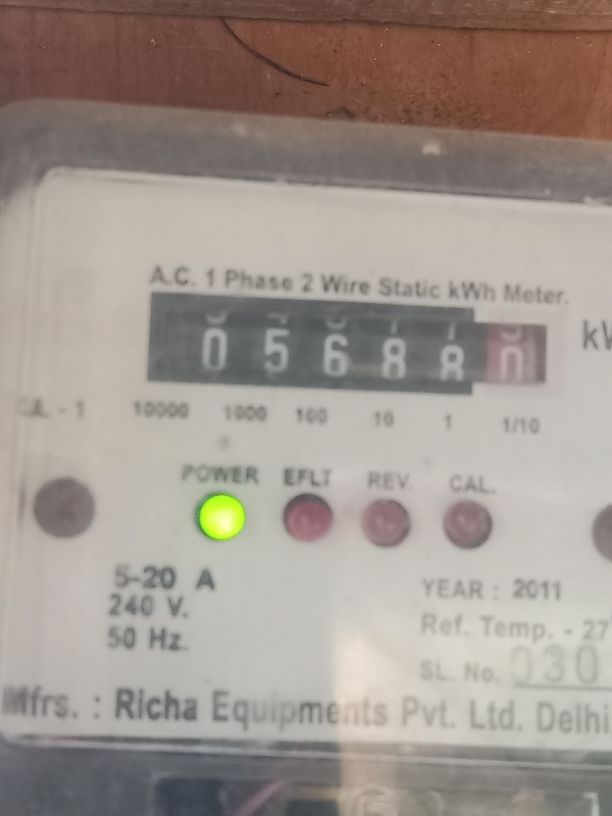 A.C. 1 Phase 2 Wire Static kWh Meter.
0 5 6 8 8 0
10000 1000 100 10 1 1/10
POWER EFLT REV. CAL.
5-20 A
240 V.
50 Hz.
YEAR : 2011
Ref. Temp. - 27
SL. No. 030
Mfrs. : Richa Equipments Pvt. Ltd. Delhi